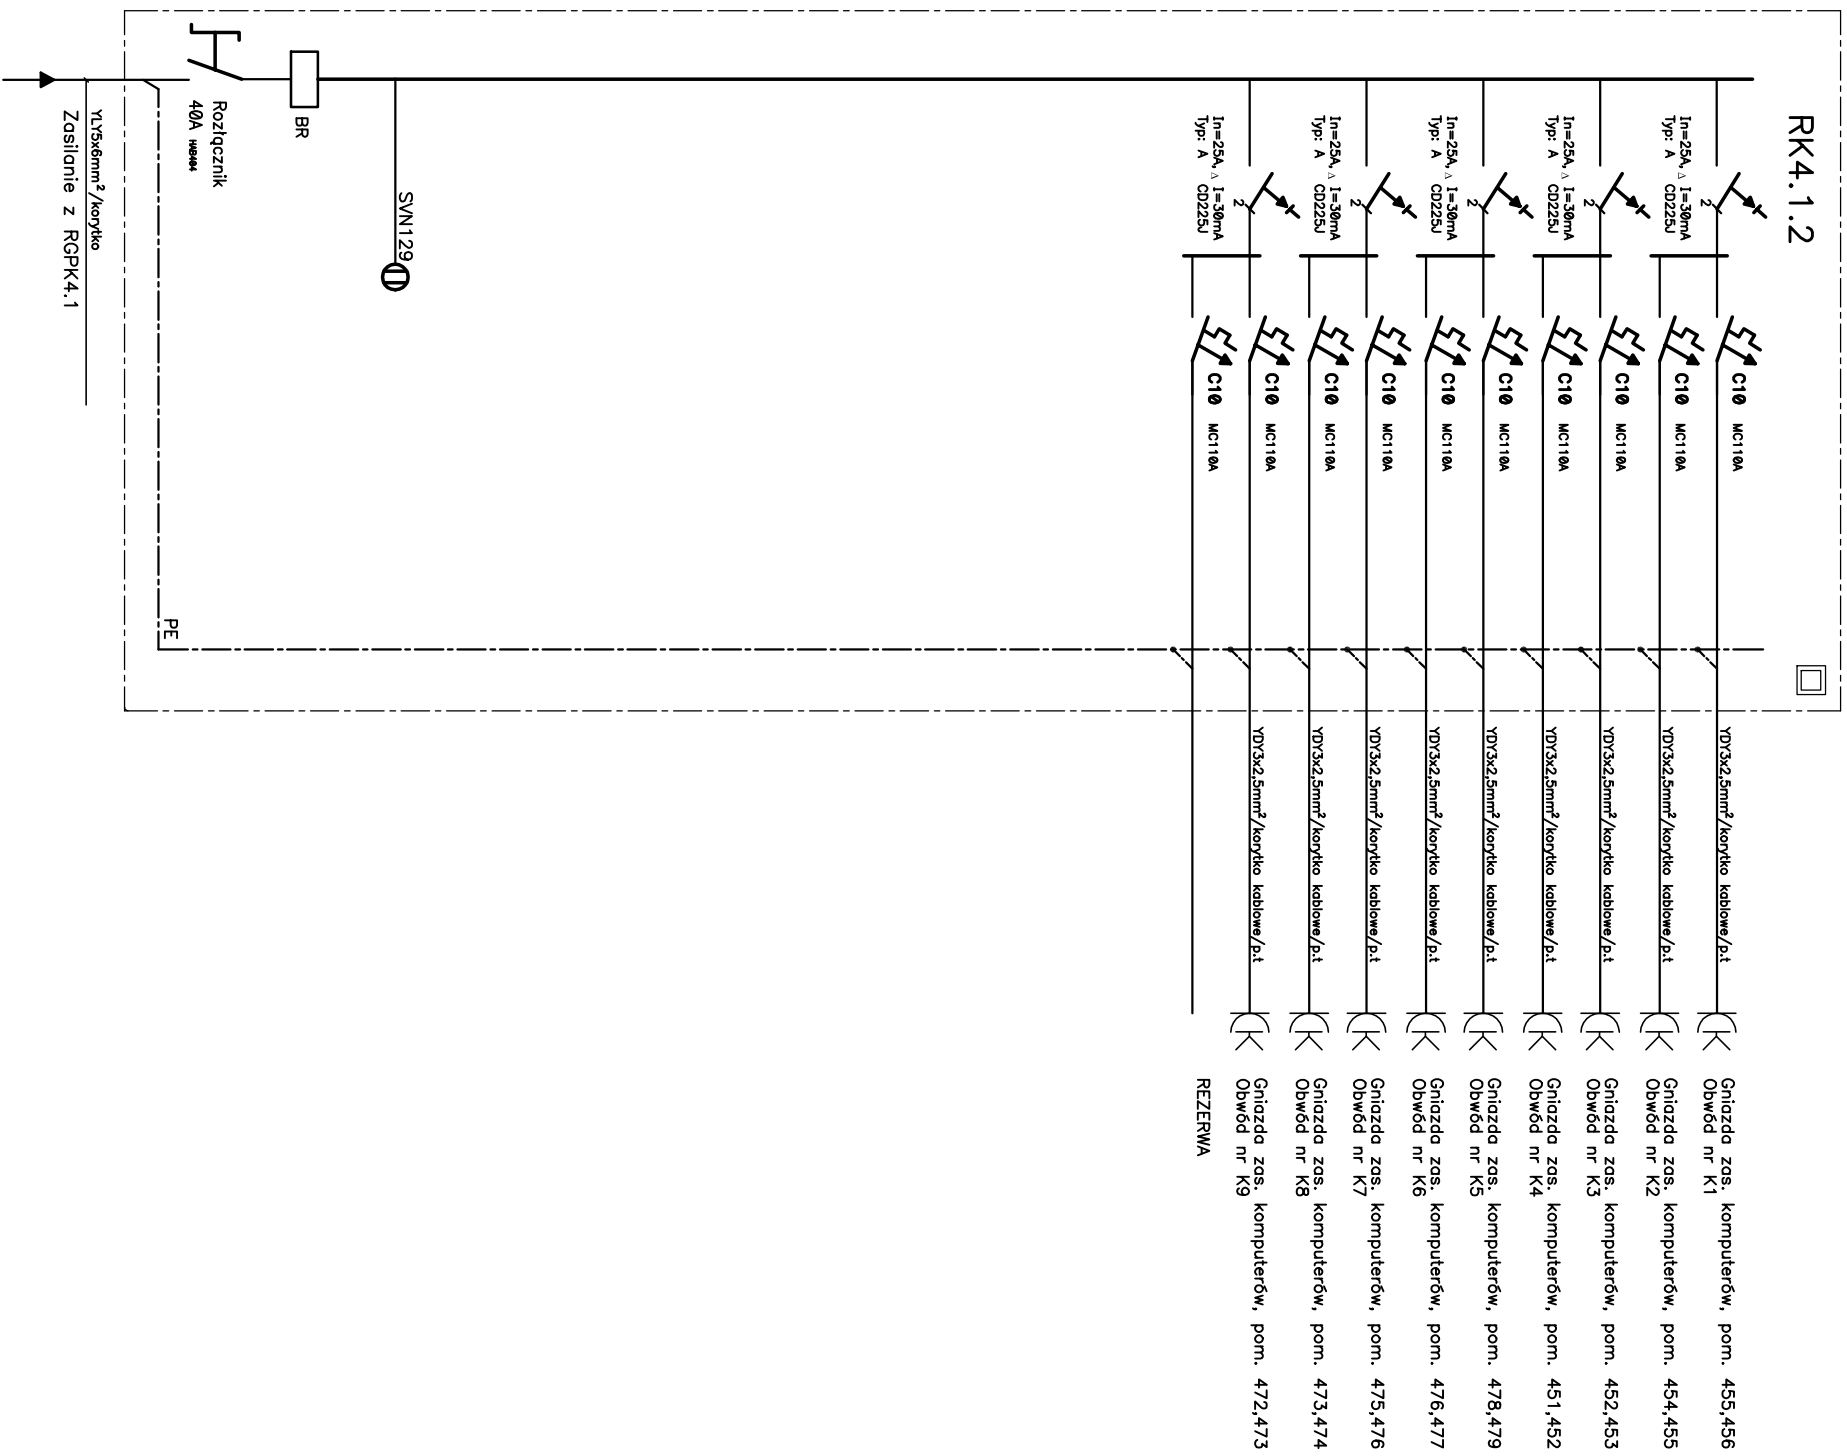 RK4.1.2
In=25A, △ I=30mA
Typ: A CD225J
2
In=25A, △ I=30mA
Typ: A CD225J
2
In=25A, △ I=30mA
Typ: A CD225J
2
In=25A, △ I=30mA
Typ: A CD225J
2
In=25A, △ I=30mA
Typ: A CD225J
2
C10 MC110A
C10 MC110A
C10 MC110A
C10 MC110A
C10 MC110A
C10 MC110A
C10 MC110A
C10 MC110A
C10 MC110A
C10 MC110A
YDY3x2,5mm²/korytko kablowe/p.t
YDY3x2,5mm²/korytko kablowe/p.t
YDY3x2,5mm²/korytko kablowe/p.t
YDY3x2,5mm²/korytko kablowe/p.t
YDY3x2,5mm²/korytko kablowe/p.t
YDY3x2,5mm²/korytko kablowe/p.t
YDY3x2,5mm²/korytko kablowe/p.t
YDY3x2,5mm²/korytko kablowe/p.t
YDY3x2,5mm²/korytko kablowe/p.t
Gniazda zas. komputerów, pom. 455,456
Obwód nr K1
Gniazda zas. komputerów, pom. 454,455
Obwód nr K2
Gniazda zas. komputerów, pom. 452,453
Obwód nr K3
Gniazda zas. komputerów, pom. 451,452
Obwód nr K4
Gniazda zas. komputerów, pom. 478,479
Obwód nr K5
Gniazda zas. komputerów, pom. 476,477
Obwód nr K6
Gniazda zas. komputerów, pom. 475,476
Obwód nr K7
Gniazda zas. komputerów, pom. 473,474
Obwód nr K8
Gniazda zas. komputerów, pom. 472,473
Obwód nr K9
REZERWA
SVN129
BR
Rozłącznik
40A HAB404
PE
YLY5x6mm²/korytko
Zasilanie z RGPK4.1